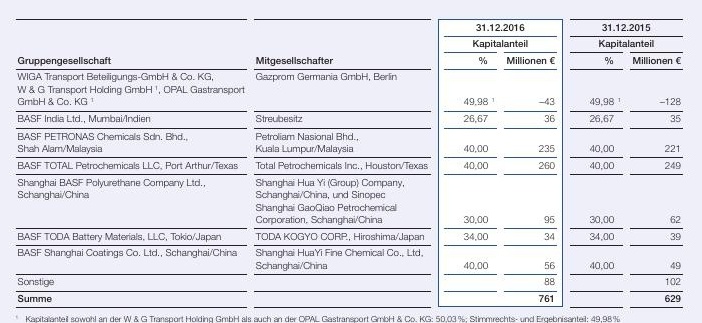 31.12.2016 31.12.2015
Kapitalanteil Kapitalanteil
Gruppengesellschaft Mitgesellschafter % Millionen € % Millionen €
WIGA Transport Beteiligungs-GmbH & Co. KG, Gazprom Germania GmbH, Berlin
W & G Transport Holding GmbH ¹, OPAL Gastransport
GmbH & Co. KG ¹ 49,98 ¹ –43 49,98 ¹ –128
BASF India Ltd., Mumbai/Indien Streubesitz 26,67 36 26,67 35
BASF PETRONAS Chemicals Sdn. Bhd., Petroliam Nasional Bhd.,
Shah Alam/Malaysia Kuala Lumpur/Malaysia 40,00 235 40,00 221
BASF TOTAL Petrochemicals LLC, Port Arthur/Texas Total Petrochemicals Inc., Houston/Texas 40,00 260 40,00 249
Shanghai BASF Polyurethane Company Ltd., Shanghai Hua Yi (Group) Company,
Schanghai/China Schanghai/China, und Sinopec
Shanghai GaoQiao Petrochemical
Corporation, Schanghai/China 30,00 95 30,00 62
BASF TODA Battery Materials, LLC, Tokio/Japan TODA KOGYO CORP., Hiroshima/Japan 34,00 34 34,00 39
BASF Shanghai Coatings Co. Ltd., Schanghai/China Shanghai HuaYi Fine Chemical Co., Ltd,
Schanghai/China 40,00 56 40,00 49
Sonstige 88 102
Summe 761 629
¹ Kapitalanteil sowohl an der W & G Transport Holding GmbH als auch an der OPAL Gastransport GmbH & Co. KG: 50,03 %; Stimmrechts- und Ergebnisanteil: 49,98 %